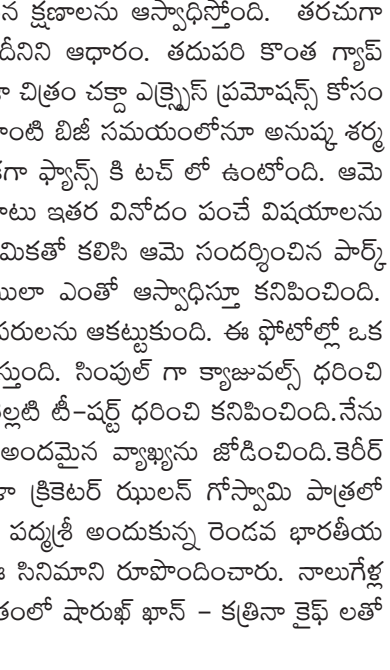 న క్షణాలను ఆస్వాధిస్తోంది. తరచుగా
దీనిని ఆధారం. తదుపరి కొంత గ్యాప్
చిత్రం చక్దా ఎక్స్ప్రెస్ ప్రమోషన్స్ కోసం
ంటి బిజీ సమయంలోనూ అనుష్క శర్మ
గా ఫ్యాన్స్ కి టచ్ లో ఉంటోంది. ఆమె
ాటు ఇతర వినోదం పంచే విషయాలను
మికతో కలిసి ఆమె సందర్శించిన పార్క్
ులా ఎంతో ఆస్వాధిస్తూ కనిపించింది.
పరులను ఆకట్టుకుంది. ఈ ఫోటోల్లో ఒక
స్తుంది. సింపుల్ గా క్యాజువల్స్ ధరించి
ల్లటి టీ-షర్ట్ ధరించి కనిపించింది.నేను
అందమైన వ్యాఖ్యను జోడించింది.కెరీర్
ా క్రికెటర్ ఝులన్ గోస్వామి పాత్రలో
పద్మశ్రీ అందుకున్న రెండవ భారతీయ
సినిమాని రూపొందించారు. నాలుగేళ్ల
తంలో షారుఖ్ ఖాన్ - కత్రినా కైఫ్ లతో